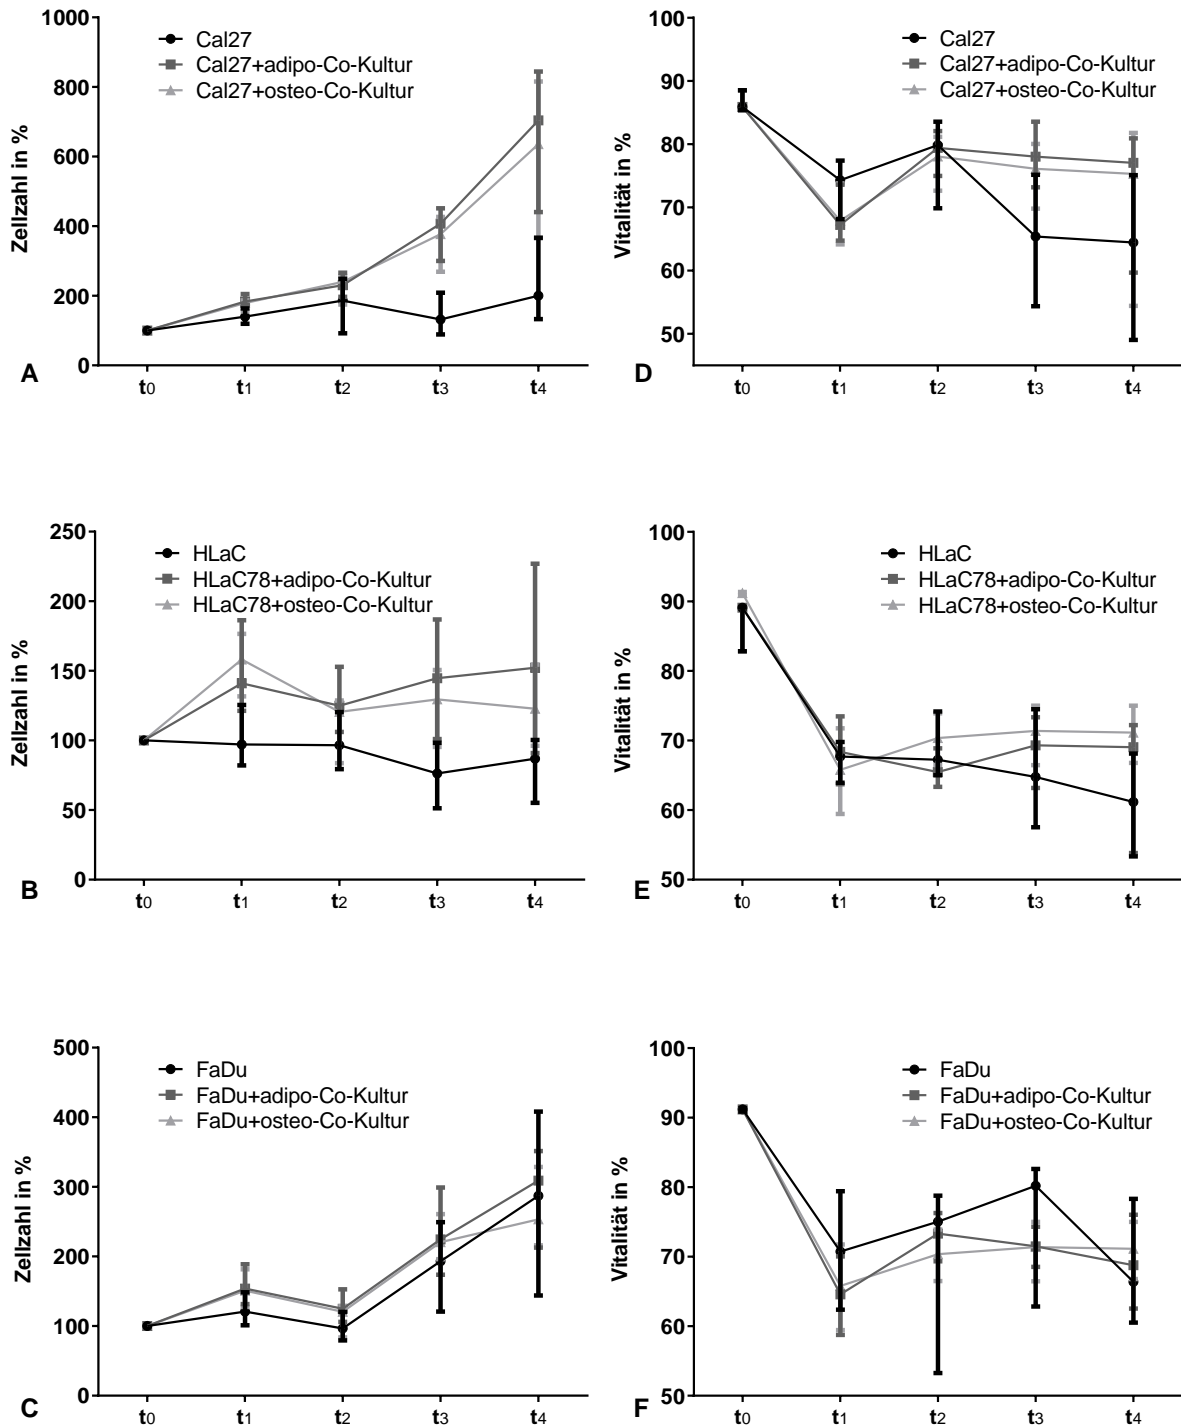 1000
800
600
400
200
0
Zellzahl in %
Cal27
Cal27+adipo-Co-Kultur
Cal27+osteo-Co-Kultur
t0 t1 t2 t3 t4
A
100
90
80
70
60
50
Vitalität in %
Cal27
Cal27+adipo-Co-Kultur
Cal27+osteo-Co-Kultur
t0 t1 t2 t3 t4
D
250
200
150
100
50
0
Zellzahl in %
HLaC
HLaC78+adipo-Co-Kultur
HLaC78+osteo-Co-Kultur
t0 t1 t2 t3 t4
B
100
90
80
70
60
50
Vitalität in %
HLaC
HLaC78+adipo-Co-Kultur
HLaC78+osteo-Co-Kultur
t0 t1 t2 t3 t4
E
500
400
300
200
100
0
Zellzahl in %
FaDu
FaDu+adipo-Co-Kultur
FaDu+osteo-Co-Kultur
t0 t1 t2 t3 t4
C
100
90
80
70
60
50
Vitalität in %
FaDu
FaDu+adipo-Co-Kultur
FaDu+osteo-Co-Kultur
t0 t1 t2 t3 t4
F